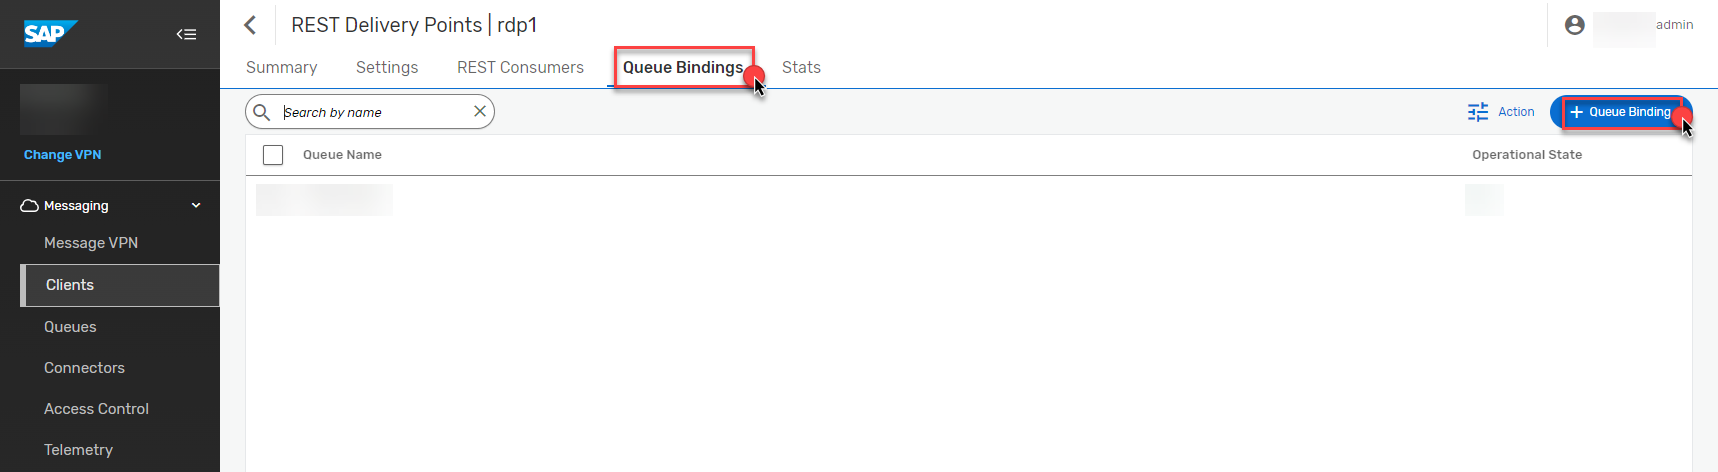 SAP
REST Delivery Points | rdp1
admin
Summary Settings REST Consumers Queue Bindings Stats
Search by name
Action
Queue Binding
Change VPN
Queue Name Operational State
Messaging
Message VPN
Clients
Queues
Connectors
Access Control
Telemetry